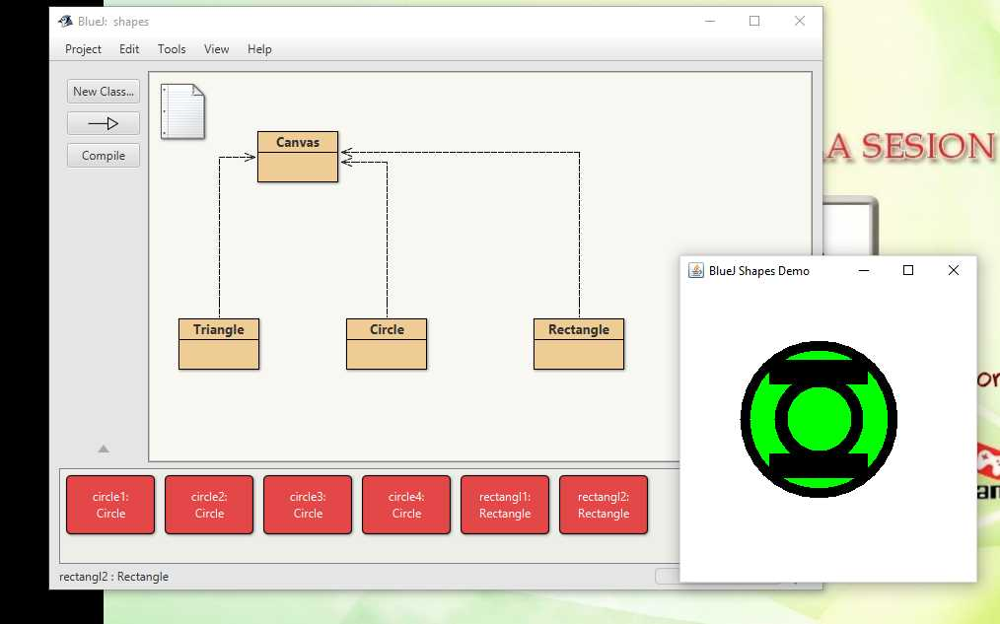 BlueJ: shapes
Project Edit Tools View Help
New Class...
Compile
Canvas
Triangle
Circle
Rectangle
A SESION
BlueJ Shapes Demo
circle1:
Circle
circle2:
Circle
circle3:
Circle
circle4:
Circle
rectangl1:
Rectangle
rectangl2:
Rectangle
rectangl2 : Rectangle